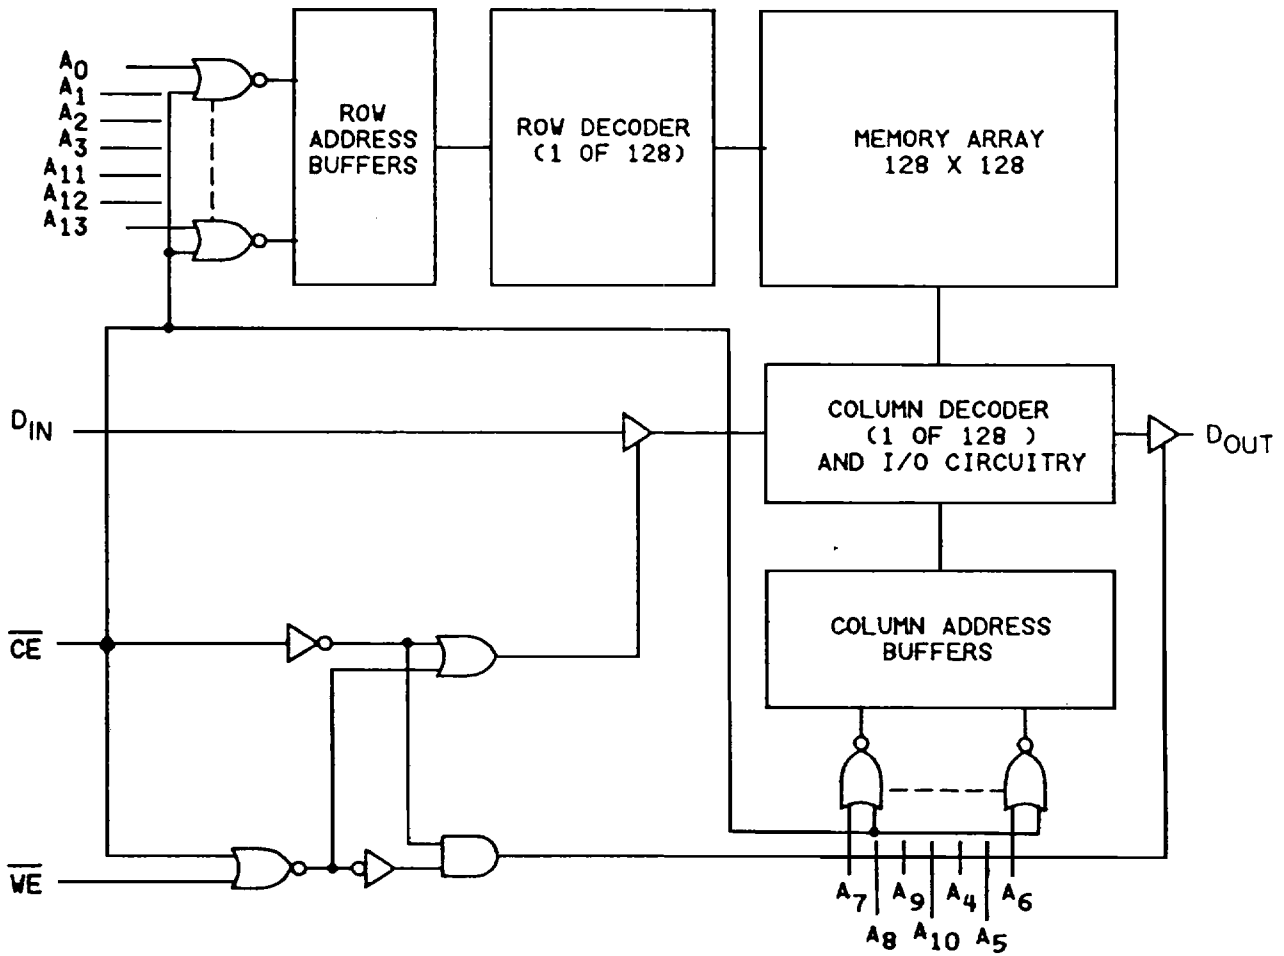 A0
A1
A2
A3
A11
A12
A13
ROW
ADDRESS
BUFFERS
ROW DECODER
(1 OF 128)
MEMORY ARRAY
128 X 128
DIN
COLUMN DECODER
(1 OF 128 )
AND I/O CIRCUITRY
DOUT
CE
COLUMN ADDRESS
BUFFERS
WE
A7
A9
A4
A6
A8
A10
A5